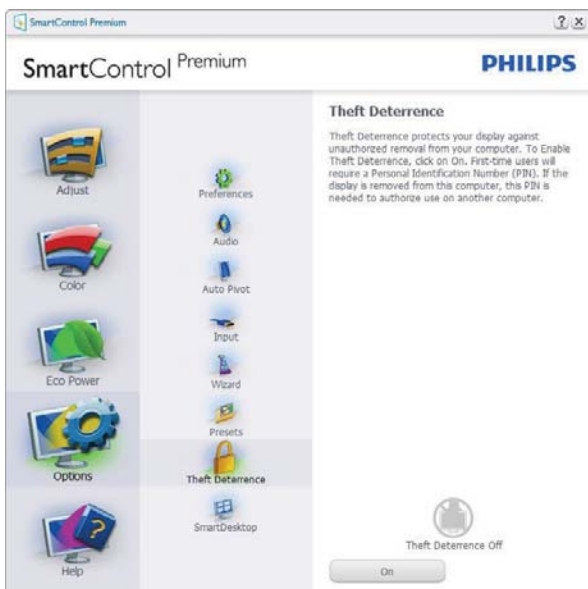 SmartControl Premium
SmartControl Premium
PHILIPS
Adjust
Color
Eco Power
Options
Help
Preferences
Audio
Auto Pivot
Input
Wizard
Presets
Theft Deterrence
SmartDesktop
Theft Deterrence
Theft Deterrence protects your display against
unauthorized removal from your computer. To Enable
Theft Deterrence, click on On. First-time users will
require a Personal Identification Number (PIN). If the
display is removed from this computer, this PIN is
needed to authorize use on another computer.
Theft Deterrence Off
On